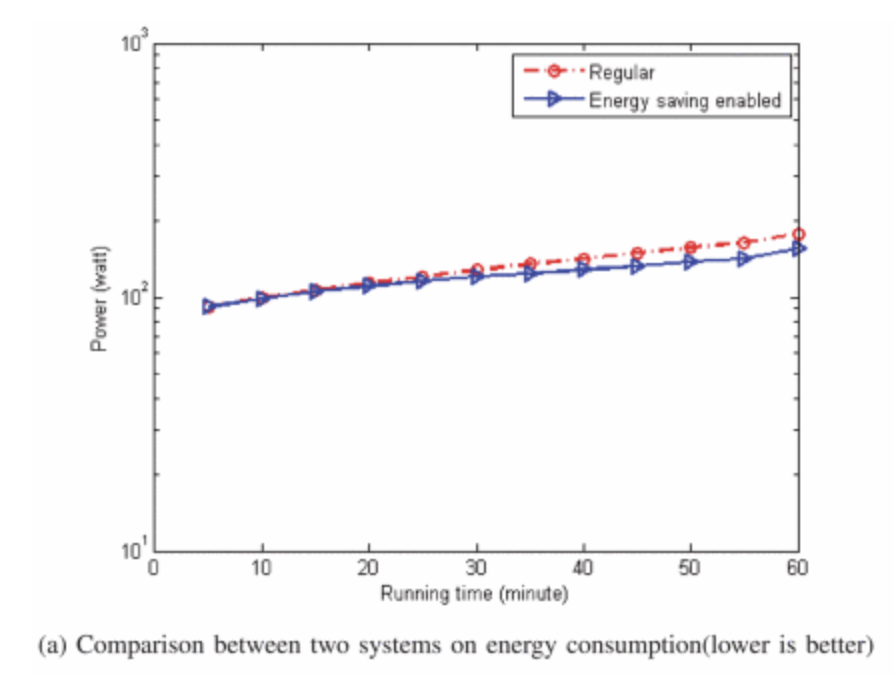 10³
Regular
Energy saving enabled
10²
10¹
Power (watt)
0 10 20 30 40 50 60
Running time (minute)
(a) Comparison between two systems on energy consumption(lower is better)